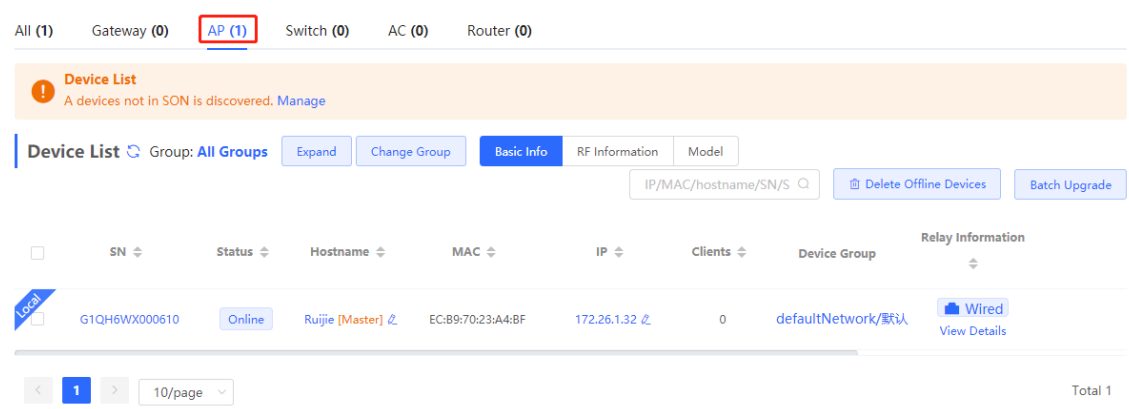 All (1) Gateway (0) AP (1) Switch (0) AC (0) Router (0)
Device List
A devices not in SON is discovered. Manage
Device List Group: All Groups Expand Change Group Basic Info RF Information Model
IP/MAC/hostname/SN/S Delete Offline Devices Batch Upgrade
SN Status Hostname MAC IP Clients Device Group Relay Information
Local
G1QH6WX000610 Online Ruijie [Master] EC:B9:70:23:A4:BF 172.26.1.32 0 defaultNetwork/默认 Wired
View Details
< 1 > 10/page Total 1